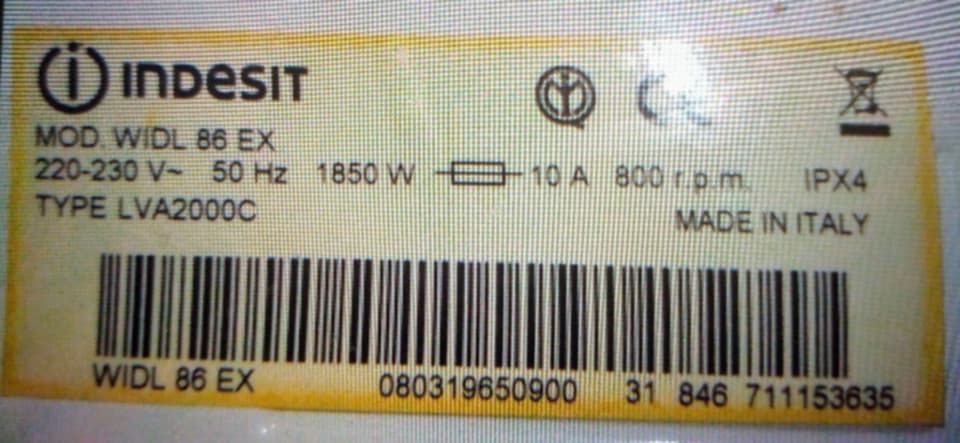 indesit
MOD. WIDL 86 EX
220-230 V~ 50 Hz 1850 W 10 A 800 r.p.m. IPX4
TYPE LVA2000C
MADE IN ITALY
WIDL 86 EX 080319650900 31 846 711153635